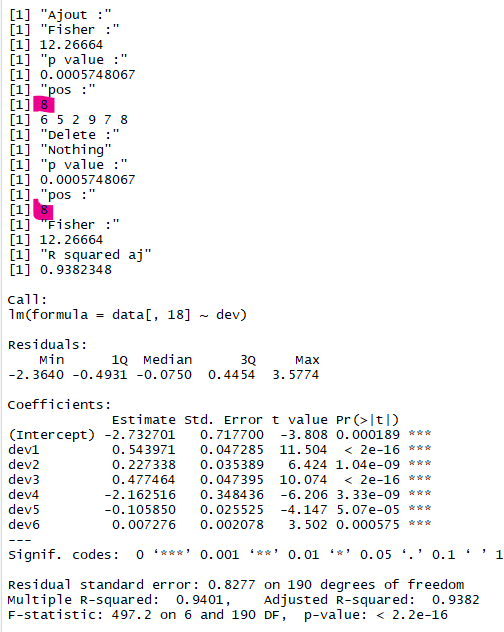 [1] "Ajout :"
[1] "Fisher :"
[1] 12.26664
[1] "p value :"
[1] 0.0005748067
[1] "pos :"
[1] 8
[1] 6 5 2 9 7 8
[1] "Delete :"
[1] "Nothing"
[1] "p value :"
[1] 0.0005748067
[1] "pos :"
[1] 8
[1] "Fisher :"
[1] 12.26664
[1] "R squared aj"
[1] 0.9382348
Call:
lm(formula = data[, 18] ~ dev)
Residuals:
Min 1Q Median 3Q Max
-2.3640 -0.4931 -0.0750 0.4454 3.5774
Coefficients:
Estimate Std. Error t value Pr(>|t|)
(Intercept) -2.732701 0.717700 -3.808 0.000189 ***
dev1 0.543971 0.047285 11.504 < 2e-16 ***
dev2 0.227338 0.035389 6.424 1.04e-09 ***
dev3 0.477464 0.047395 10.074 < 2e-16 ***
dev4 -2.162516 0.348436 -6.206 3.33e-09 ***
dev5 -0.105850 0.025525 -4.147 5.07e-05 ***
dev6 0.007276 0.002078 3.502 0.000575 ***
---
Signif. codes: 0 ‘***’ 0.001 ‘**’ 0.01 ‘*’ 0.05 ‘.’ 0.1 ‘ ’ 1
Residual standard error: 0.8277 on 190 degrees of freedom
Multiple R-squared: 0.9401, Adjusted R-squared: 0.9382
F-statistic: 497.2 on 6 and 190 DF, p-value: < 2.2e-16